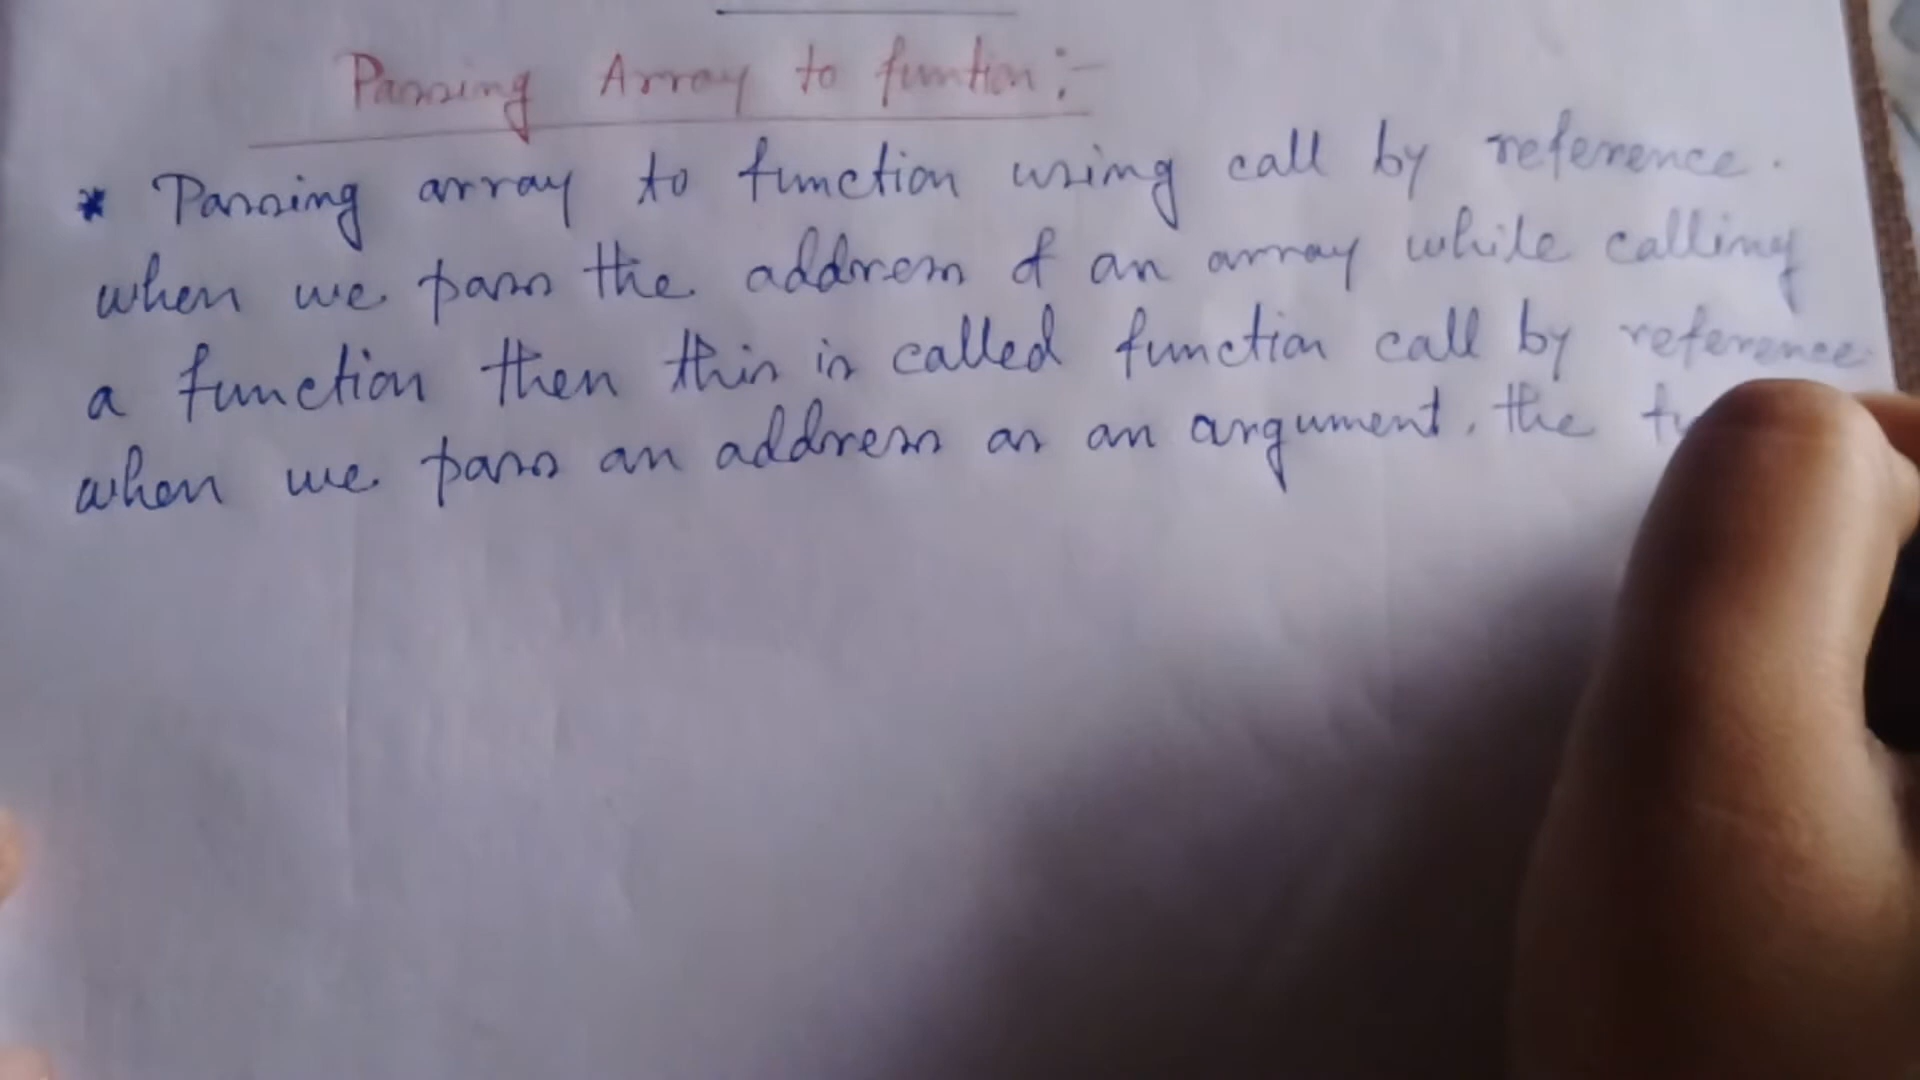 Passing Array to funtion :-
* Passing array to function using call by reference.
when we pass the address of an array while calling
a function then this is called function call by reference.
when we pass an address as an argument, the